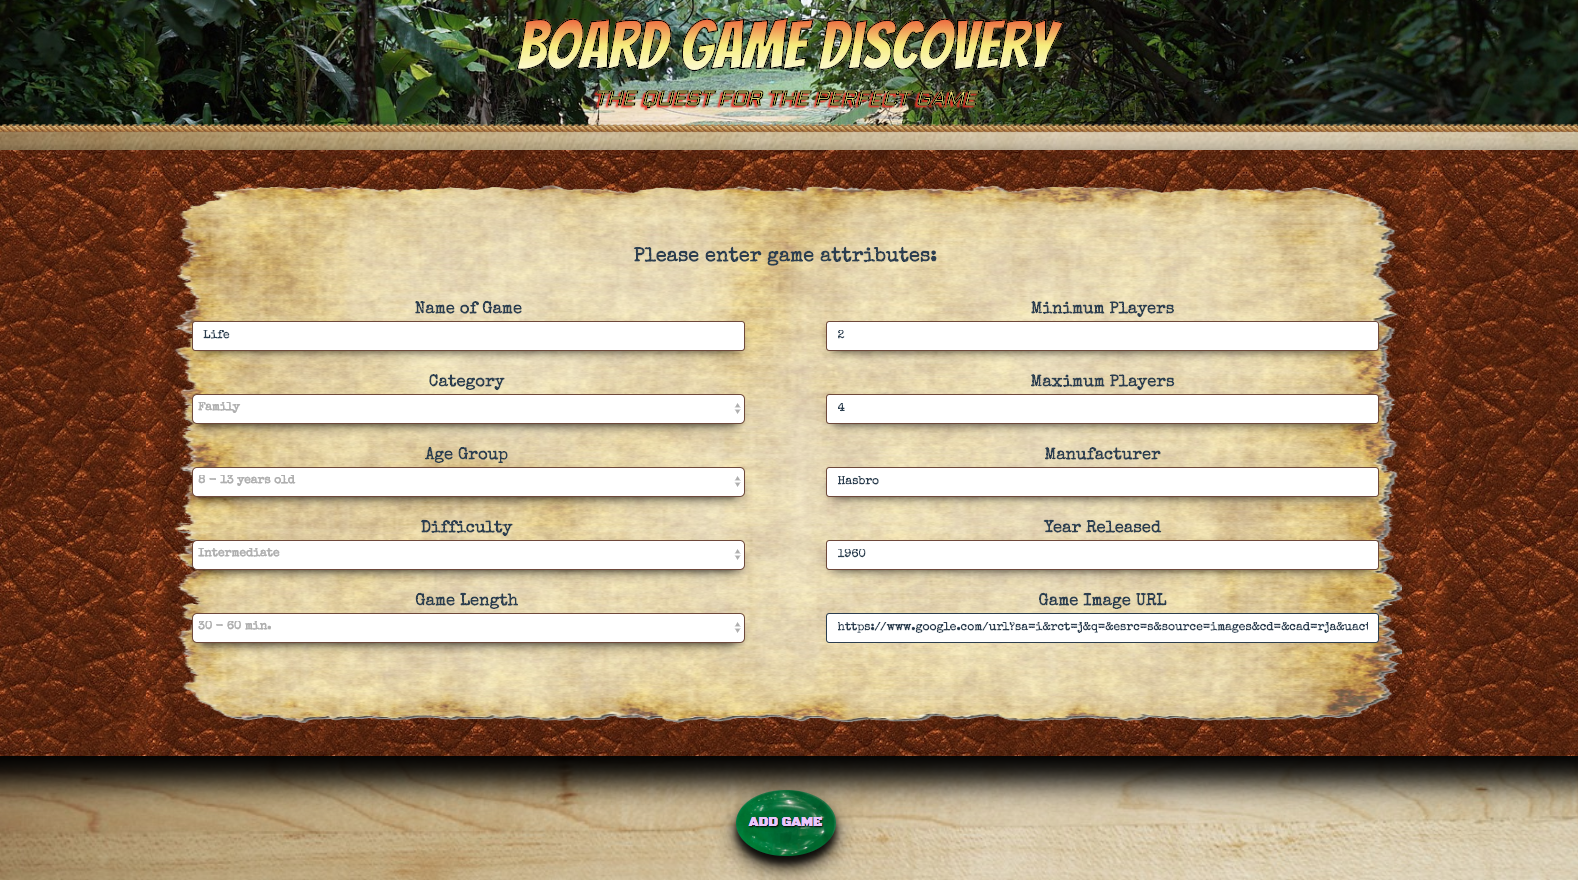 BOARD GAME DISCOVERY
THE QUEST FOR THE PERFECT GAME
Please enter game attributes:
Name of Game
Life
Category
Family
Age Group
8 - 13 years old
Difficulty
Intermediate
Game Length
30 - 60 min.
Minimum Players
2
Maximum Players
4
Manufacturer
Hasbro
Year Released
1960
Game Image URL
https://www.google.com/url?sa=i&rct=j&q=&esrc=s&source=images&cd=&cad=rja&uact
ADD GAME